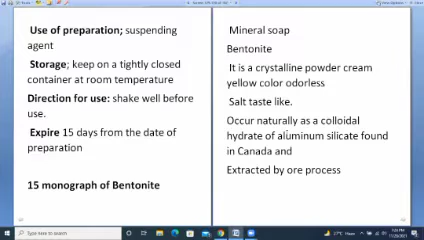 Use of preparation; suspending
agent
Storage; keep on a tightly closed
container at room temperature
Direction for use: shake well before
use.
Expire 15 days from the date of
preparation
15 monograph of Bentonite
Mineral soap
Bentonite
It is a crystalline powder cream
yellow color odorless
Salt taste like.
Occur naturally as a colloidal
hydrate of aluminum silicate found
in Canada and
Extracted by ore process
Type here to search